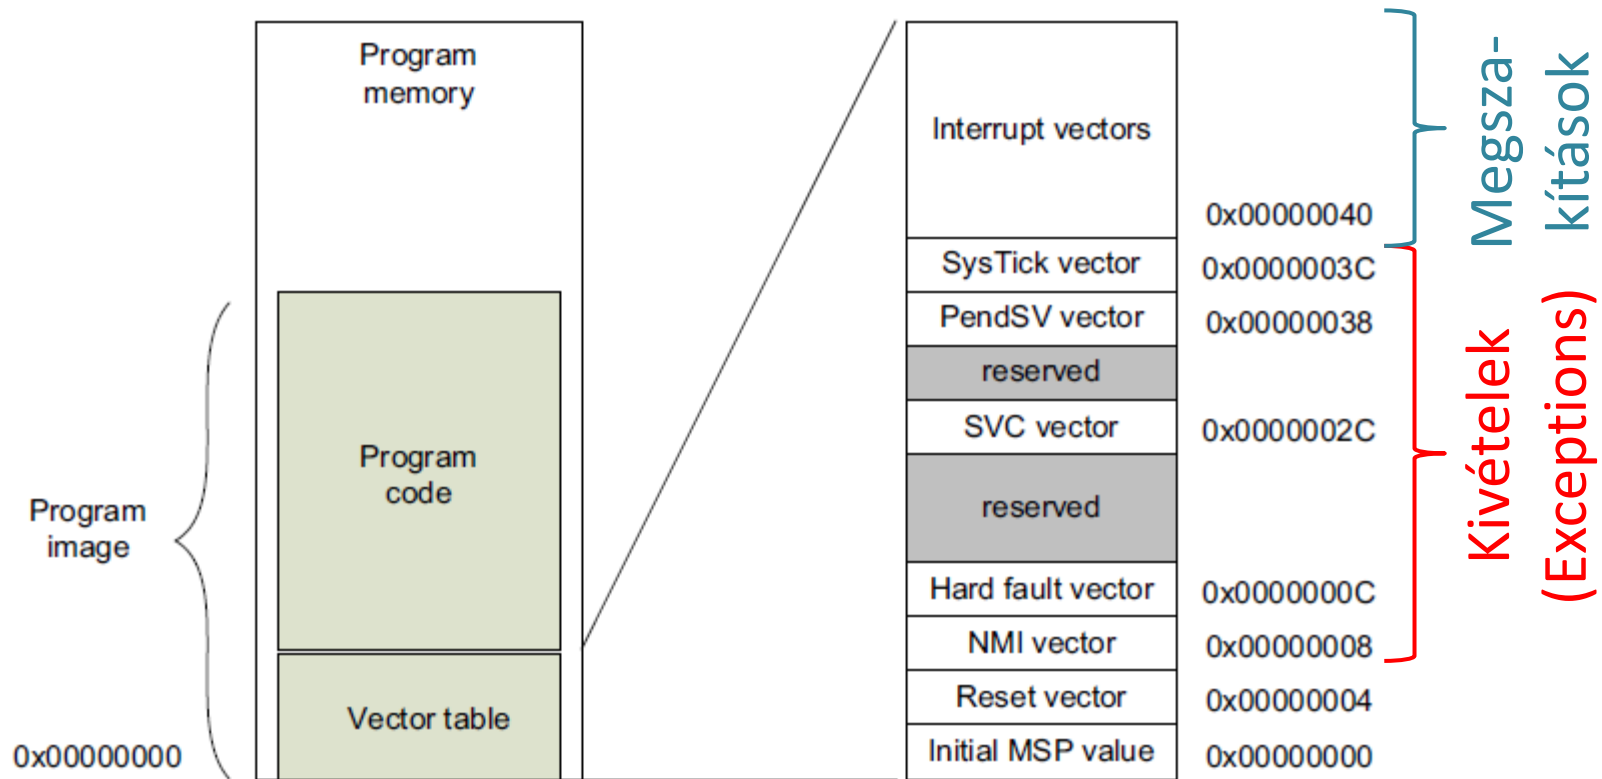 Program
memory
Program
code
Program
image
Vector table
0x00000000
Interrupt vectors
0x00000040
SysTick vector
0x0000003C
PendSV vector
0x00000038
reserved
SVC vector
0x0000002C
reserved
Hard fault vector
0x0000000C
NMI vector
0x00000008
Reset vector
0x00000004
Initial MSP value
0x00000000
Megsza-
kítások
Kivételek
(Exceptions)